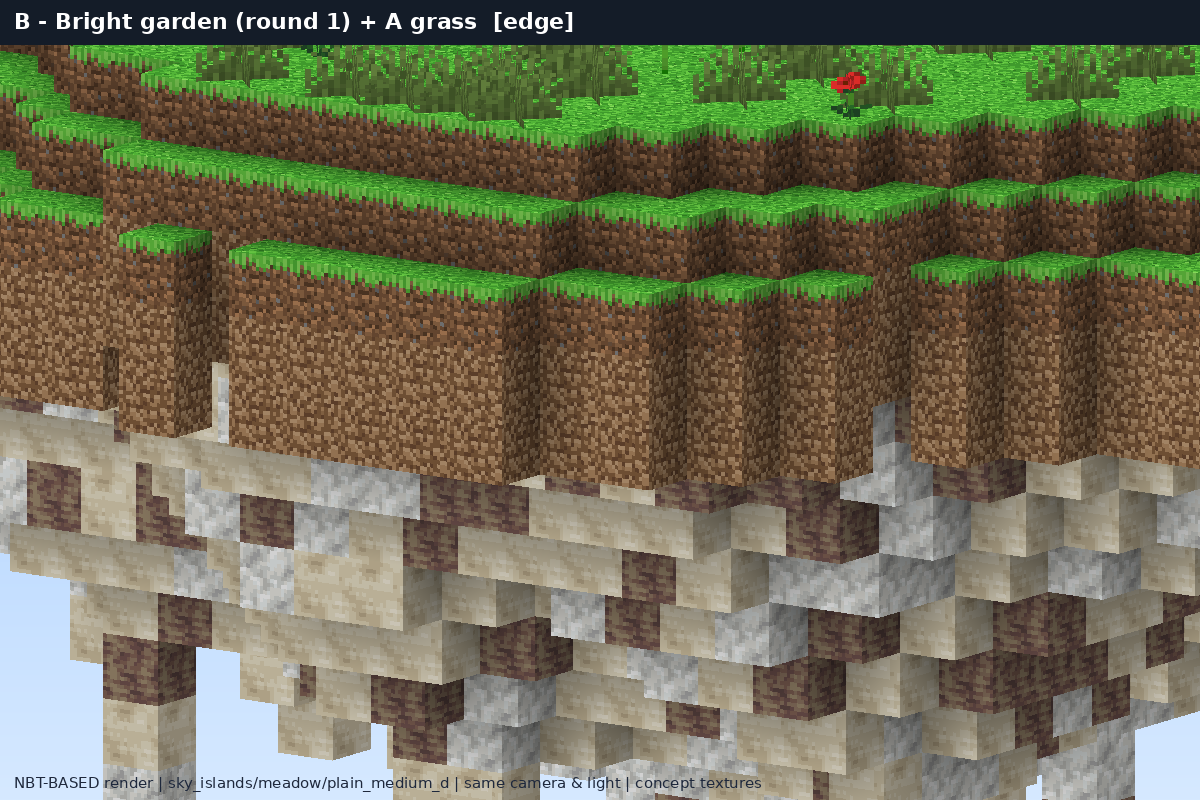 B - Bright garden (round 1) + A grass [edge]
NBT-BASED render | sky_islands/meadow/plain_medium_d | same camera & light | concept textures